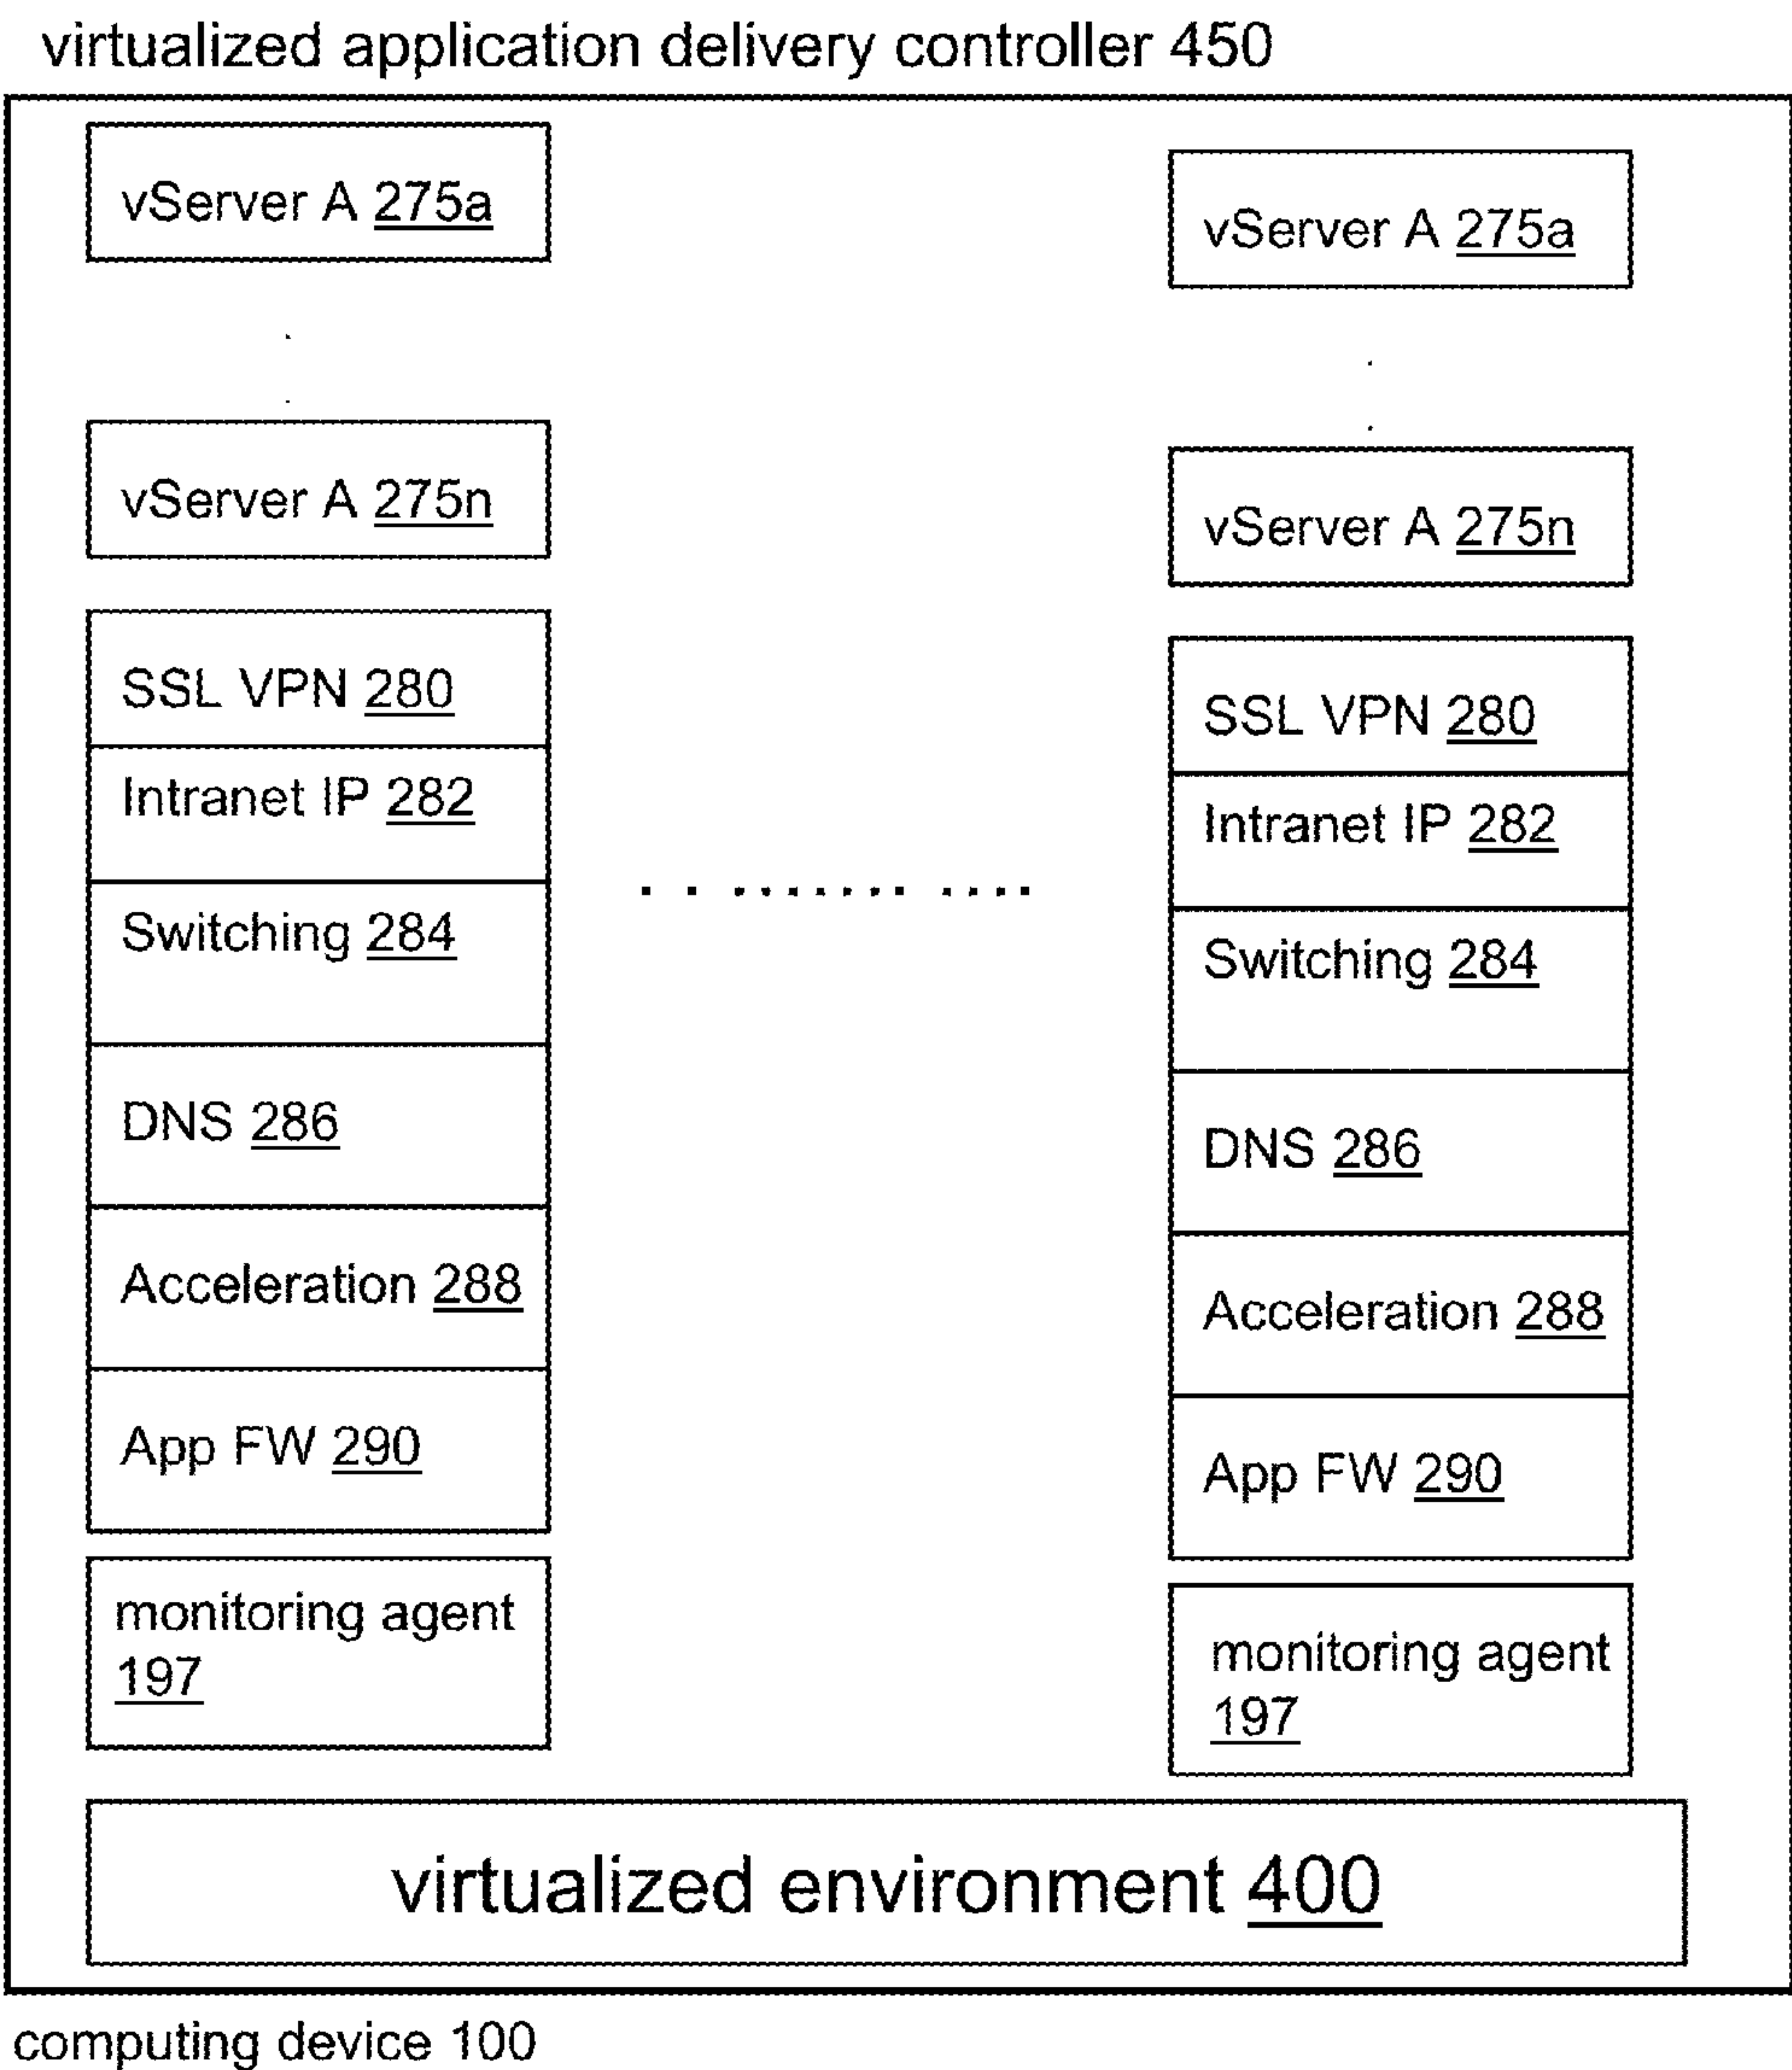 virtualized application delivery controller 450
vServer A 275a
vServer A 275n
SSL VPN 280
Intranet IP 282
Switching 284
DNS 286
Acceleration 288
App FW 290
monitoring agent
197
vServer A 275a
vServer A 275n
SSL VPN 280
Intranet IP 282
Switching 284
DNS 286
Acceleration 288
App FW 290
monitoring agent
197
virtualized environment 400
computing device 100